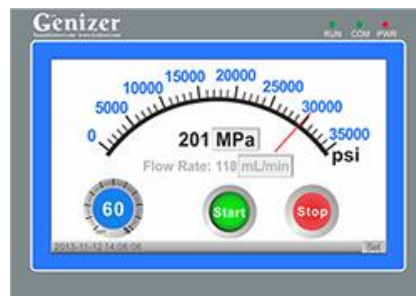 Genizer
RUN COM PWR
0 5000 10000 15000 20000 25000 30000 35000
psi
201 MPa
Flow Rate: 118 mL/min
60
Start
Stop
2013-11-12 14:06:06
Set